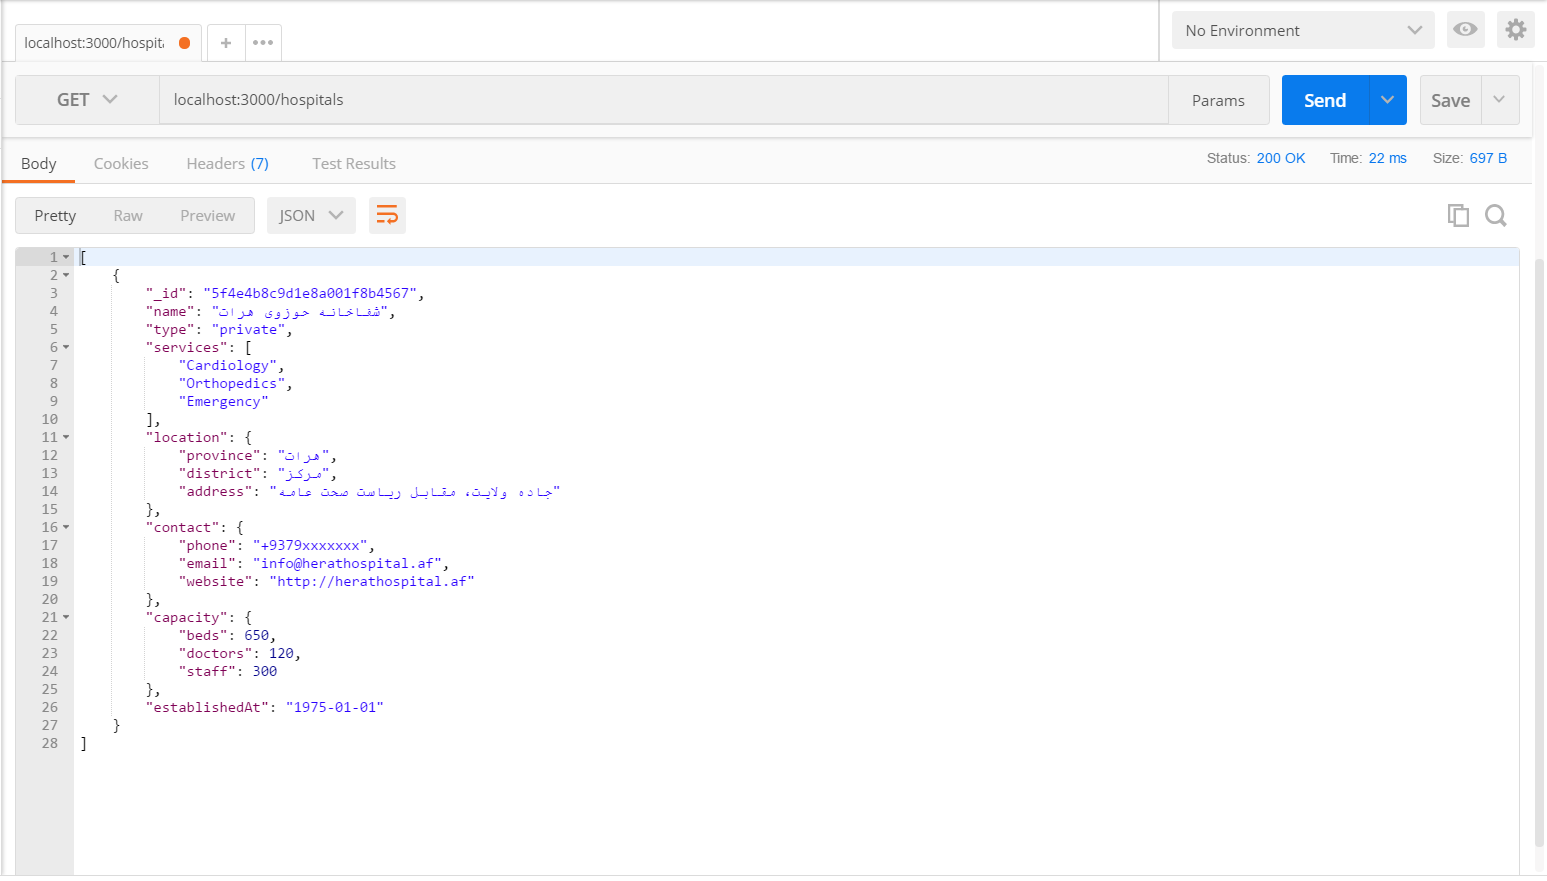 localhost:3000/hospita
+
•••
No Environment
GET
localhost:3000/hospitals
Params
Send
Save
Body Cookies Headers (7) Test Results
Status: 200 OK Time: 22 ms Size: 697 B
Pretty Raw Preview JSON
1 [
2 {
3 "_id": "5f4e4b8c9d1e8a001f8b4567",
4 "name": "شفاخانه حوزوی هرات",
5 "type": "private",
6 "services": [
7 "Cardiology",
8 "Orthopedics",
9 "Emergency"
10 ],
11 "location": {
12 "province": "هرات",
13 "district": "مرکز",
14 "address": "جاده ولایت، مقابل ریاست صحت عامه"
15 },
16 "contact": {
17 "phone": "+9379xxxxxxx",
18 "email": "info@herathospital.af",
19 "website": "http://herathospital.af"
20 },
21 "capacity": {
22 "beds": 650,
23 "doctors": 120,
24 "staff": 300
25 },
26 "establishedAt": "1975-01-01"
27 }
28 ]